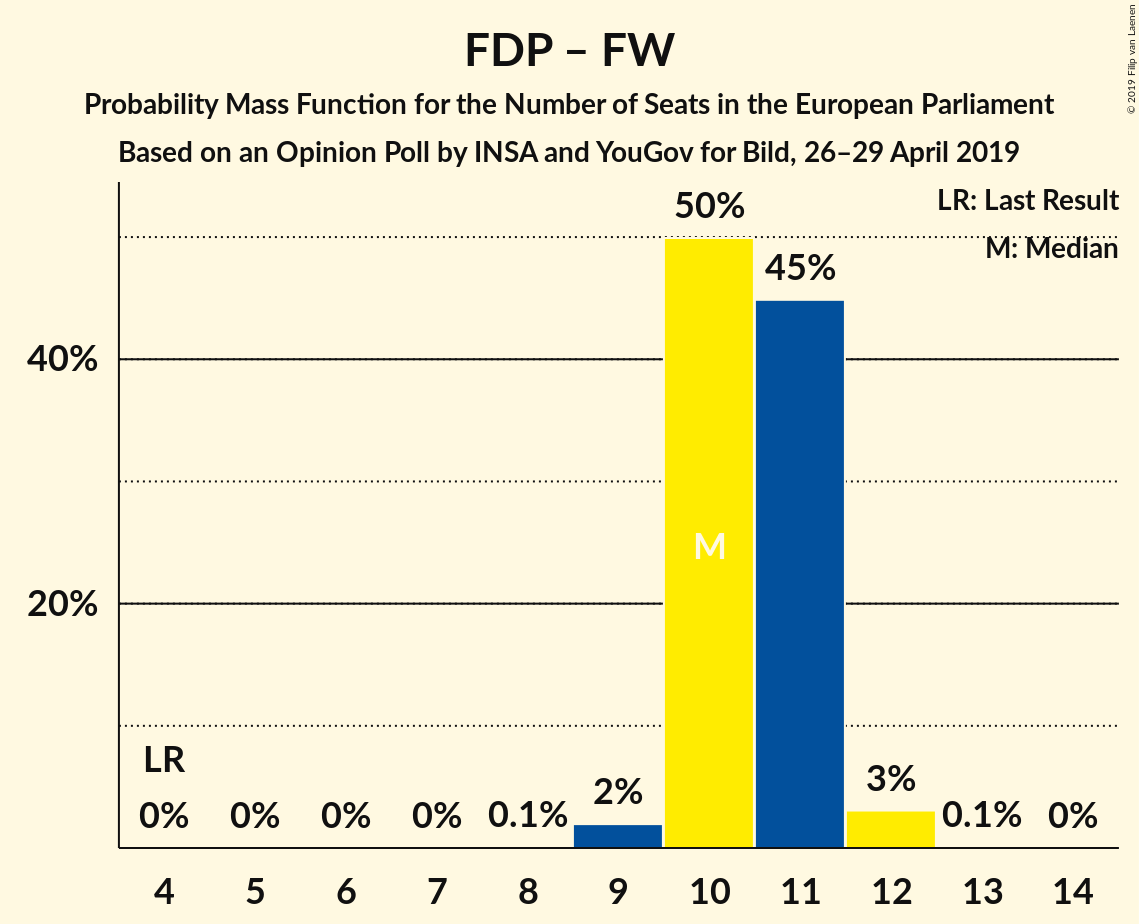 FDP – FW
Probability Mass Function for the Number of Seats in the European Parliament
Based on an Opinion Poll by INSA and YouGov for Bild, 26–29 April 2019
© 2019 Filip van Laenen
LR: Last Result
M: Median
50%
45%
40%
M
20%
LR
0% 0% 0% 0% 0.1% 2% 3% 0.1% 0%
4 5 6 7 8 9 10 11 12 13 14